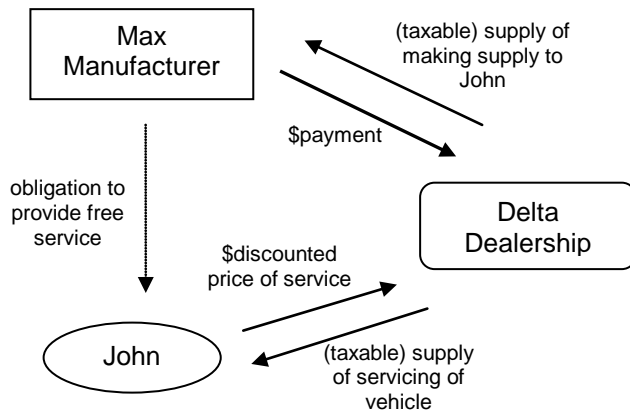 Max
Manufacturer
(taxable) supply of
making supply to
John
$payment
obligation to
provide free
service
Delta
Dealership
$discounted
price of service
John
(taxable) supply
of servicing of
vehicle